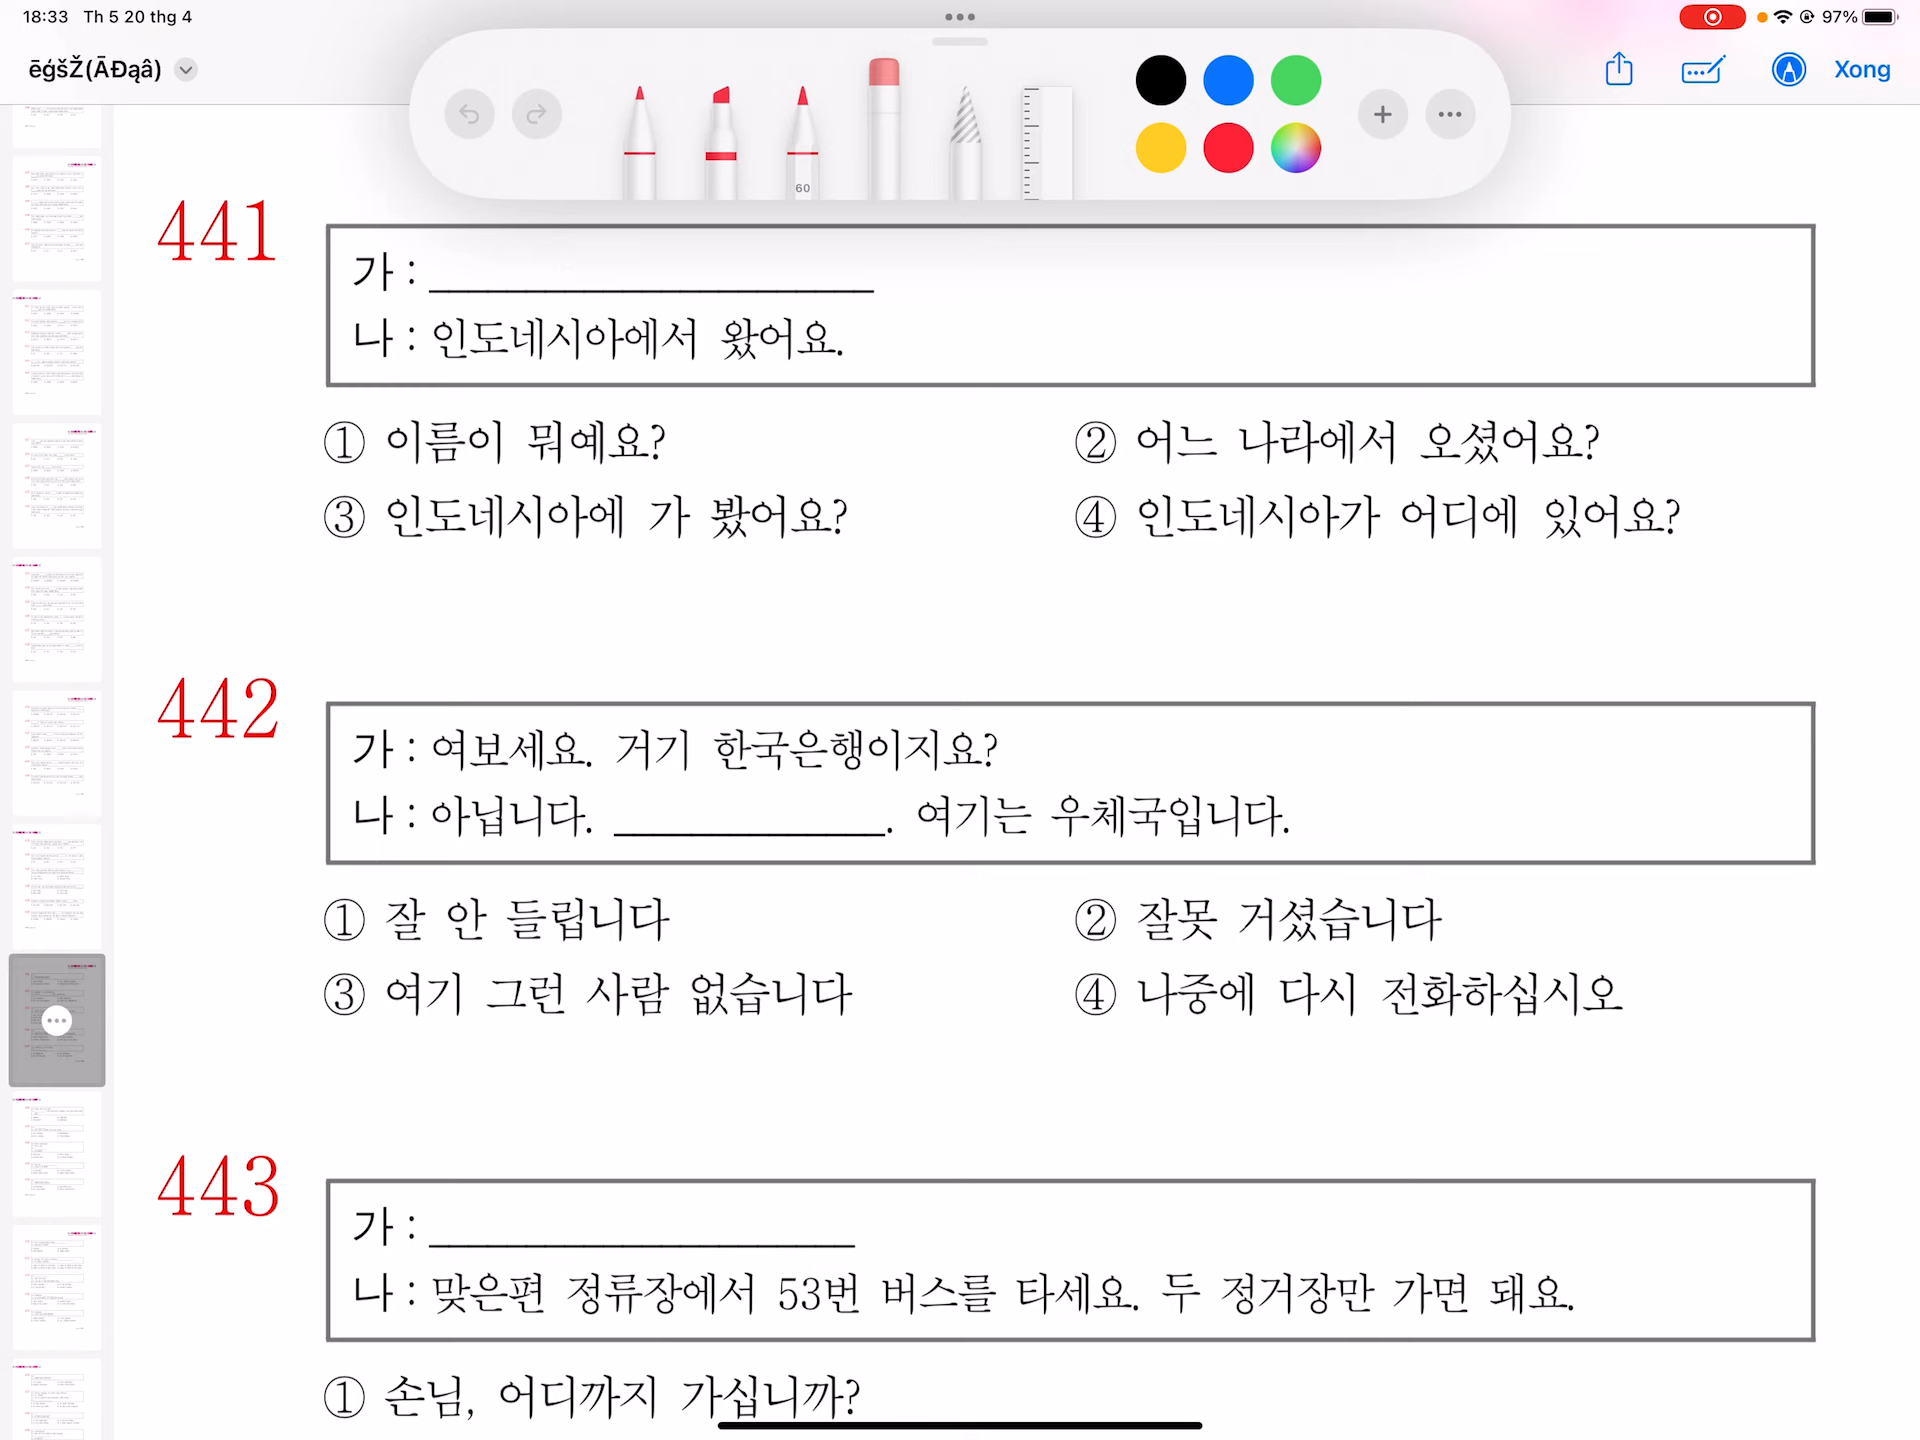 18:33 Th 5 20 thg 4
97%
ēģšŽ(ĀĐąâ)
Xong
60
441
가 : ____________________
나 : 인도네시아에서 왔어요.
① 이름이 뭐예요?
② 어느 나라에서 오셨어요?
③ 인도네시아에 가 봤어요?
④ 인도네시아가 어디에 있어요?
442
가 : 여보세요. 거기 한국은행이지요?
나 : 아닙니다. ____________. 여기는 우체국입니다.
① 잘 안 들립니다
② 잘못 거셨습니다
③ 여기 그런 사람 없습니다
④ 나중에 다시 전화하십시오
443
가 : ____________________
나 : 맞은편 정류장에서 53번 버스를 타세요. 두 정거장만 가면 돼요.
① 손님, 어디까지 가십니까?